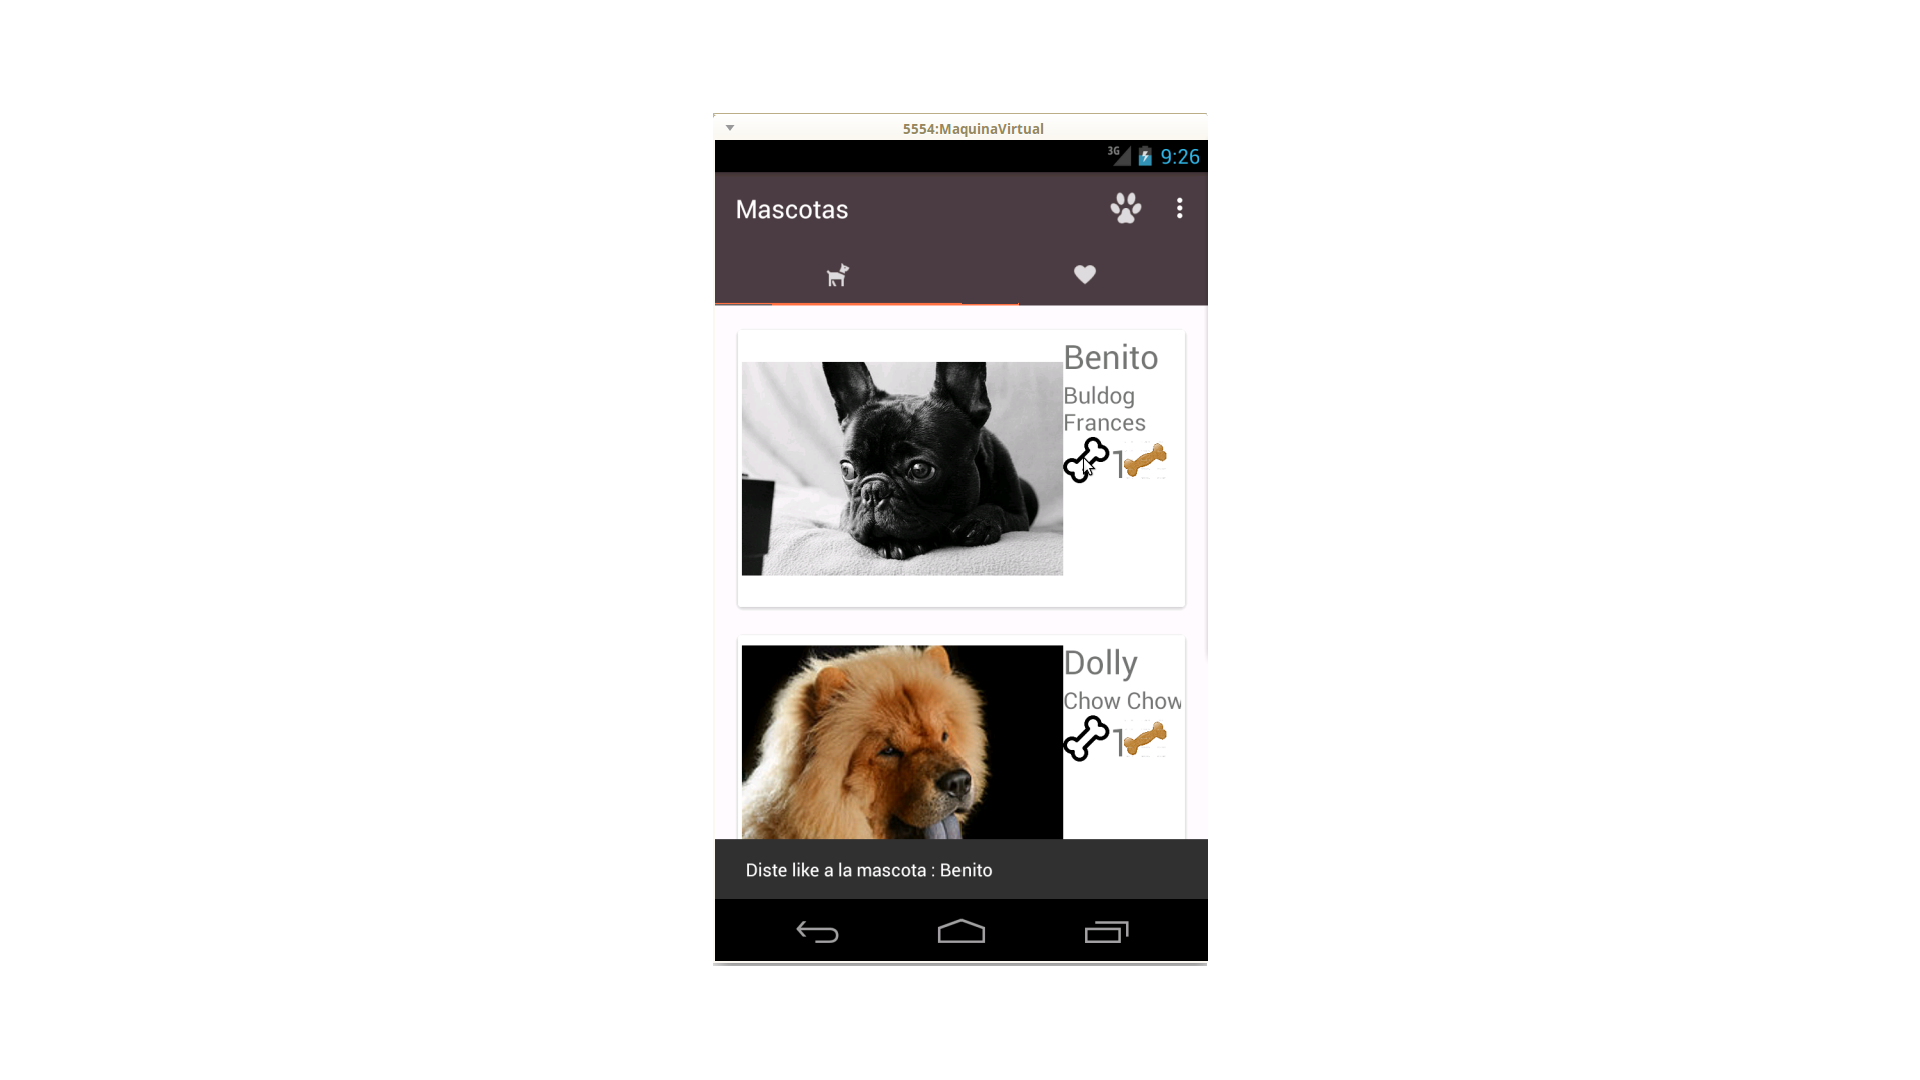 5554:MaquinaVirtual
3G 9:26
Mascotas
Benito
Buldog
Frances
1
Dolly
Chow Chow
1
Diste like a la mascota : Benito